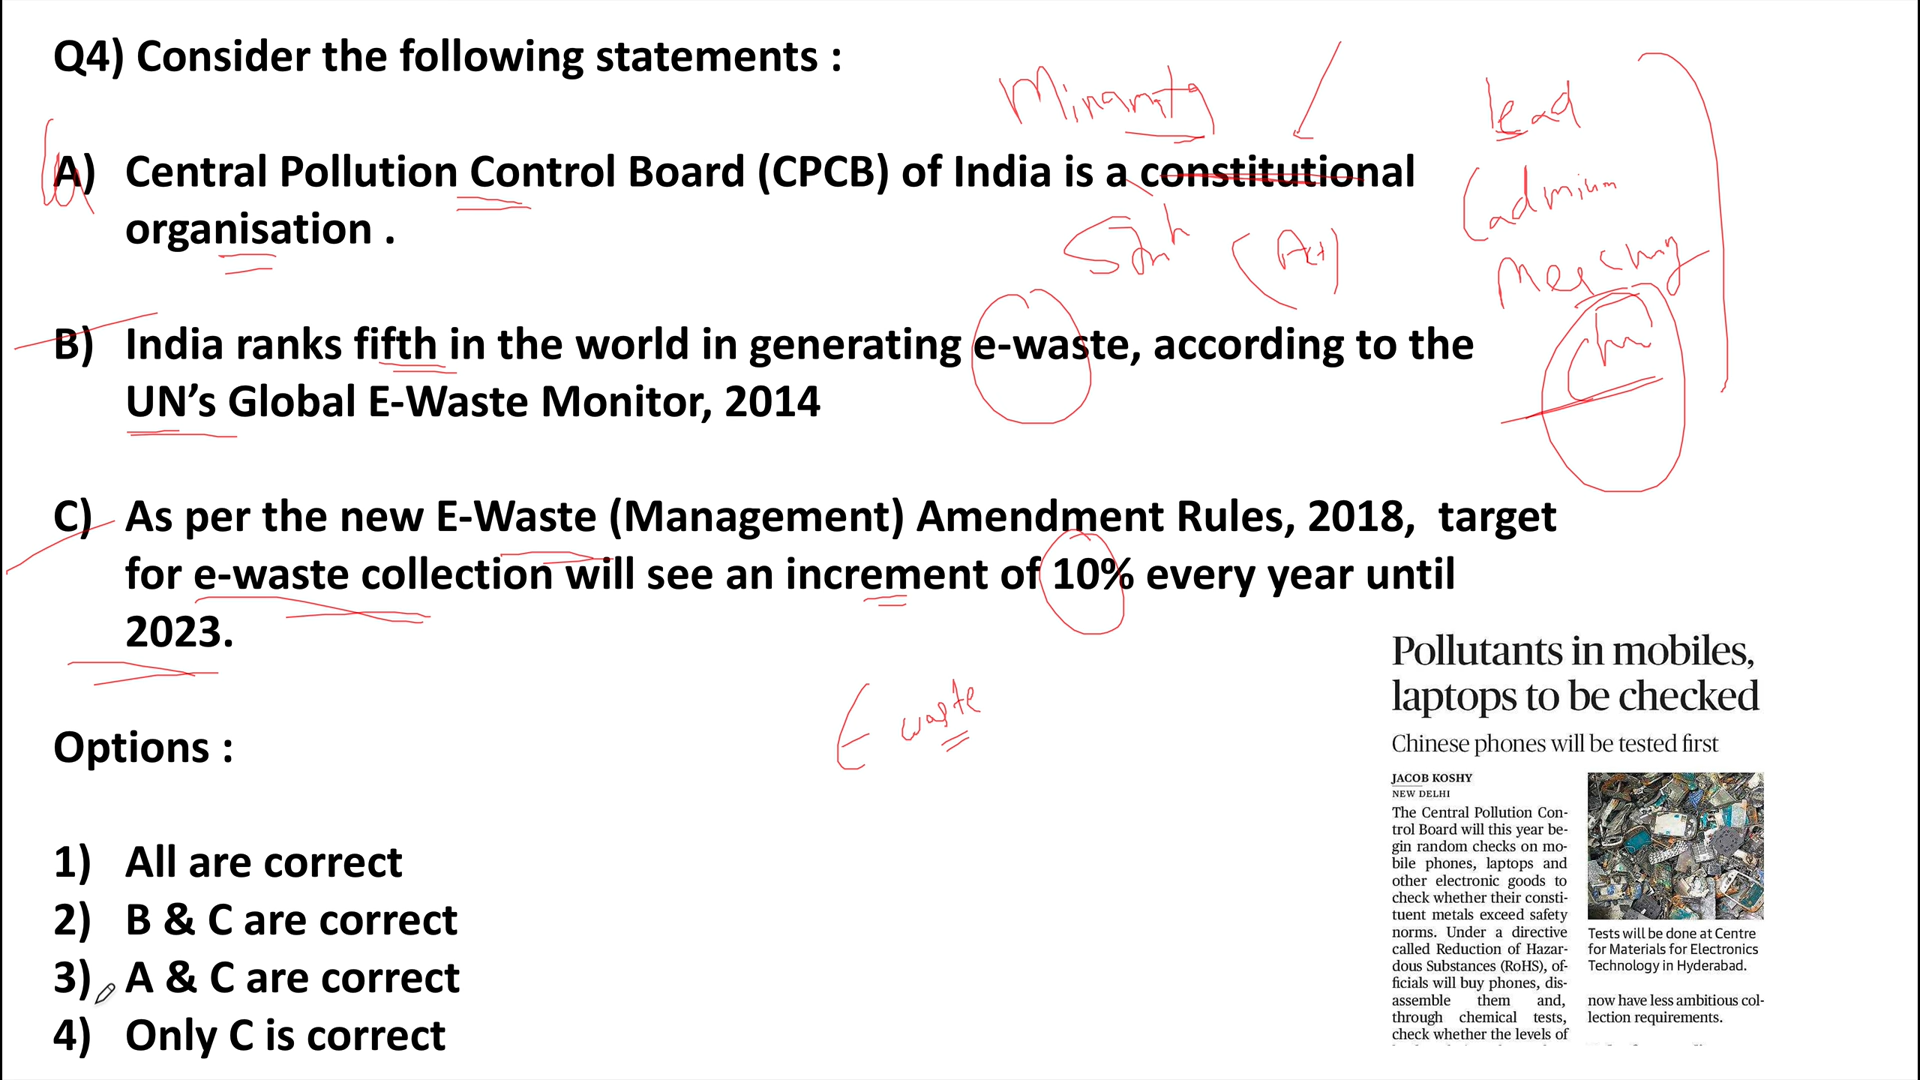 Q4) Consider the following statements :
Minamata
lead
A) Central Pollution Control Board (CPCB) of India is a constitutional
organisation .
Cadmium
(Act)
Mercury
B) India ranks fifth in the world in generating e-waste, according to the
UN’s Global E-Waste Monitor, 2014
C) As per the new E-Waste (Management) Amendment Rules, 2018, target
for e-waste collection will see an increment of 10% every year until
2023.
E waste
Options :
1) All are correct
2) B & C are correct
3) A & C are correct
4) Only C is correct
Pollutants in mobiles,
laptops to be checked
Chinese phones will be tested first
JACOB KOSHY
NEW DELHI
The Central Pollution Con-
trol Board will this year be-
gin random checks on mo-
bile phones, laptops and
other electronic goods to
check whether their consti-
tuent metals exceed safety
norms. Under a directive
called Reduction of Hazar-
dous Substances (RoHS), of-
ficials will buy phones, dis-
assemble them and,
through chemical tests,
check whether the levels of
Tests will be done at Centre
for Materials for Electronics
Technology in Hyderabad.
now have less ambitious col-
lection requirements.